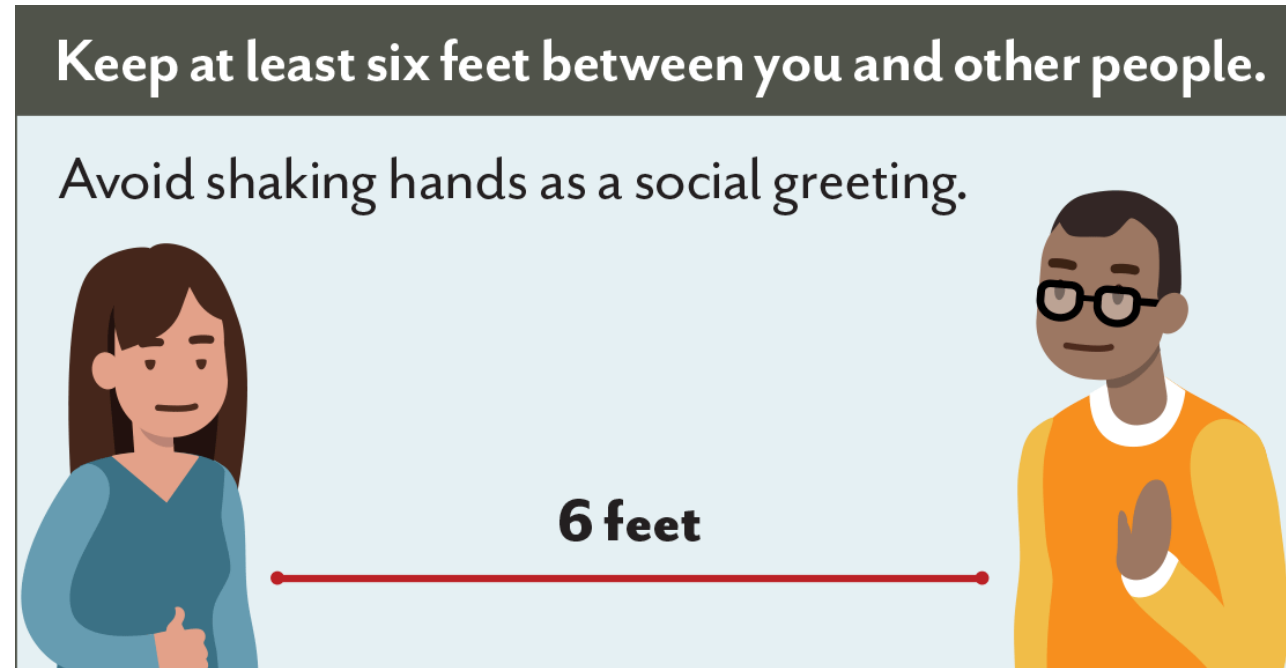 Keep at least six feet between you and other people.
Avoid shaking hands as a social greeting.
6 feet